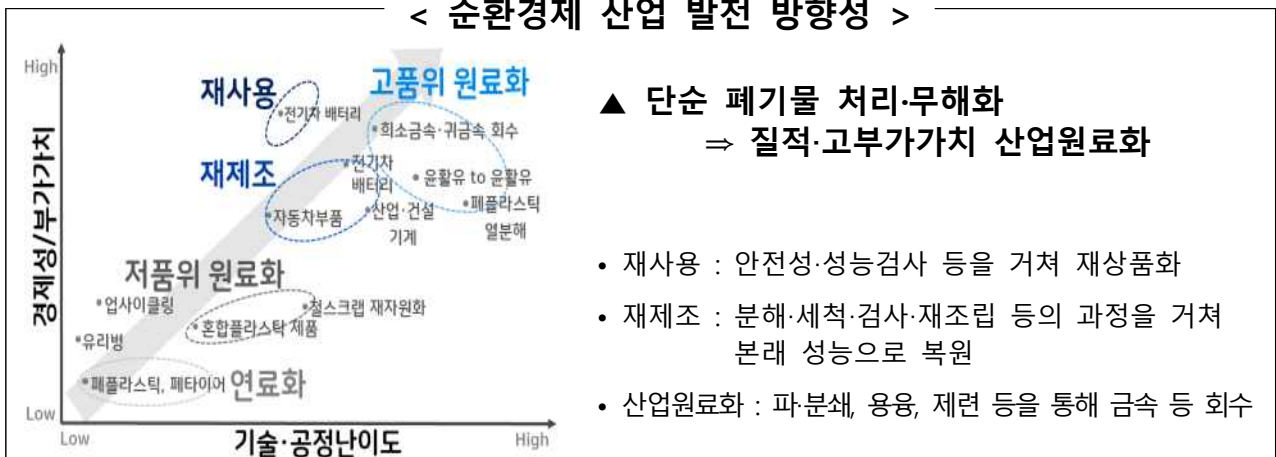 < 순환경제 산업 발전 방향성 >
High
경제성/부가가치
Low
Low
기술·공정난이도
High
재사용
•전기차 배터리
고품위 원료화
•희소금속·귀금속 회수
재제조
•전기차
배터리
•윤활유 to 윤활유
•자동차부품
•산업·건설
기계
•폐플라스틱
열분해
저품위 원료화
•업사이클링
•철스크랩 재자원화
•혼합플라스틱 제품
•유리병
•폐플라스틱, 폐타이어
연료화
▲ 단순 폐기물 처리·무해화
⇒ 질적·고부가가치 산업원료화
• 재사용 : 안전성·성능검사 등을 거쳐 재상품화
• 재제조 : 분해·세척·검사·재조립 등의 과정을 거쳐
본래 성능으로 복원
• 산업원료화 : 파·분쇄, 용융, 제련 등을 통해 금속 등 회수